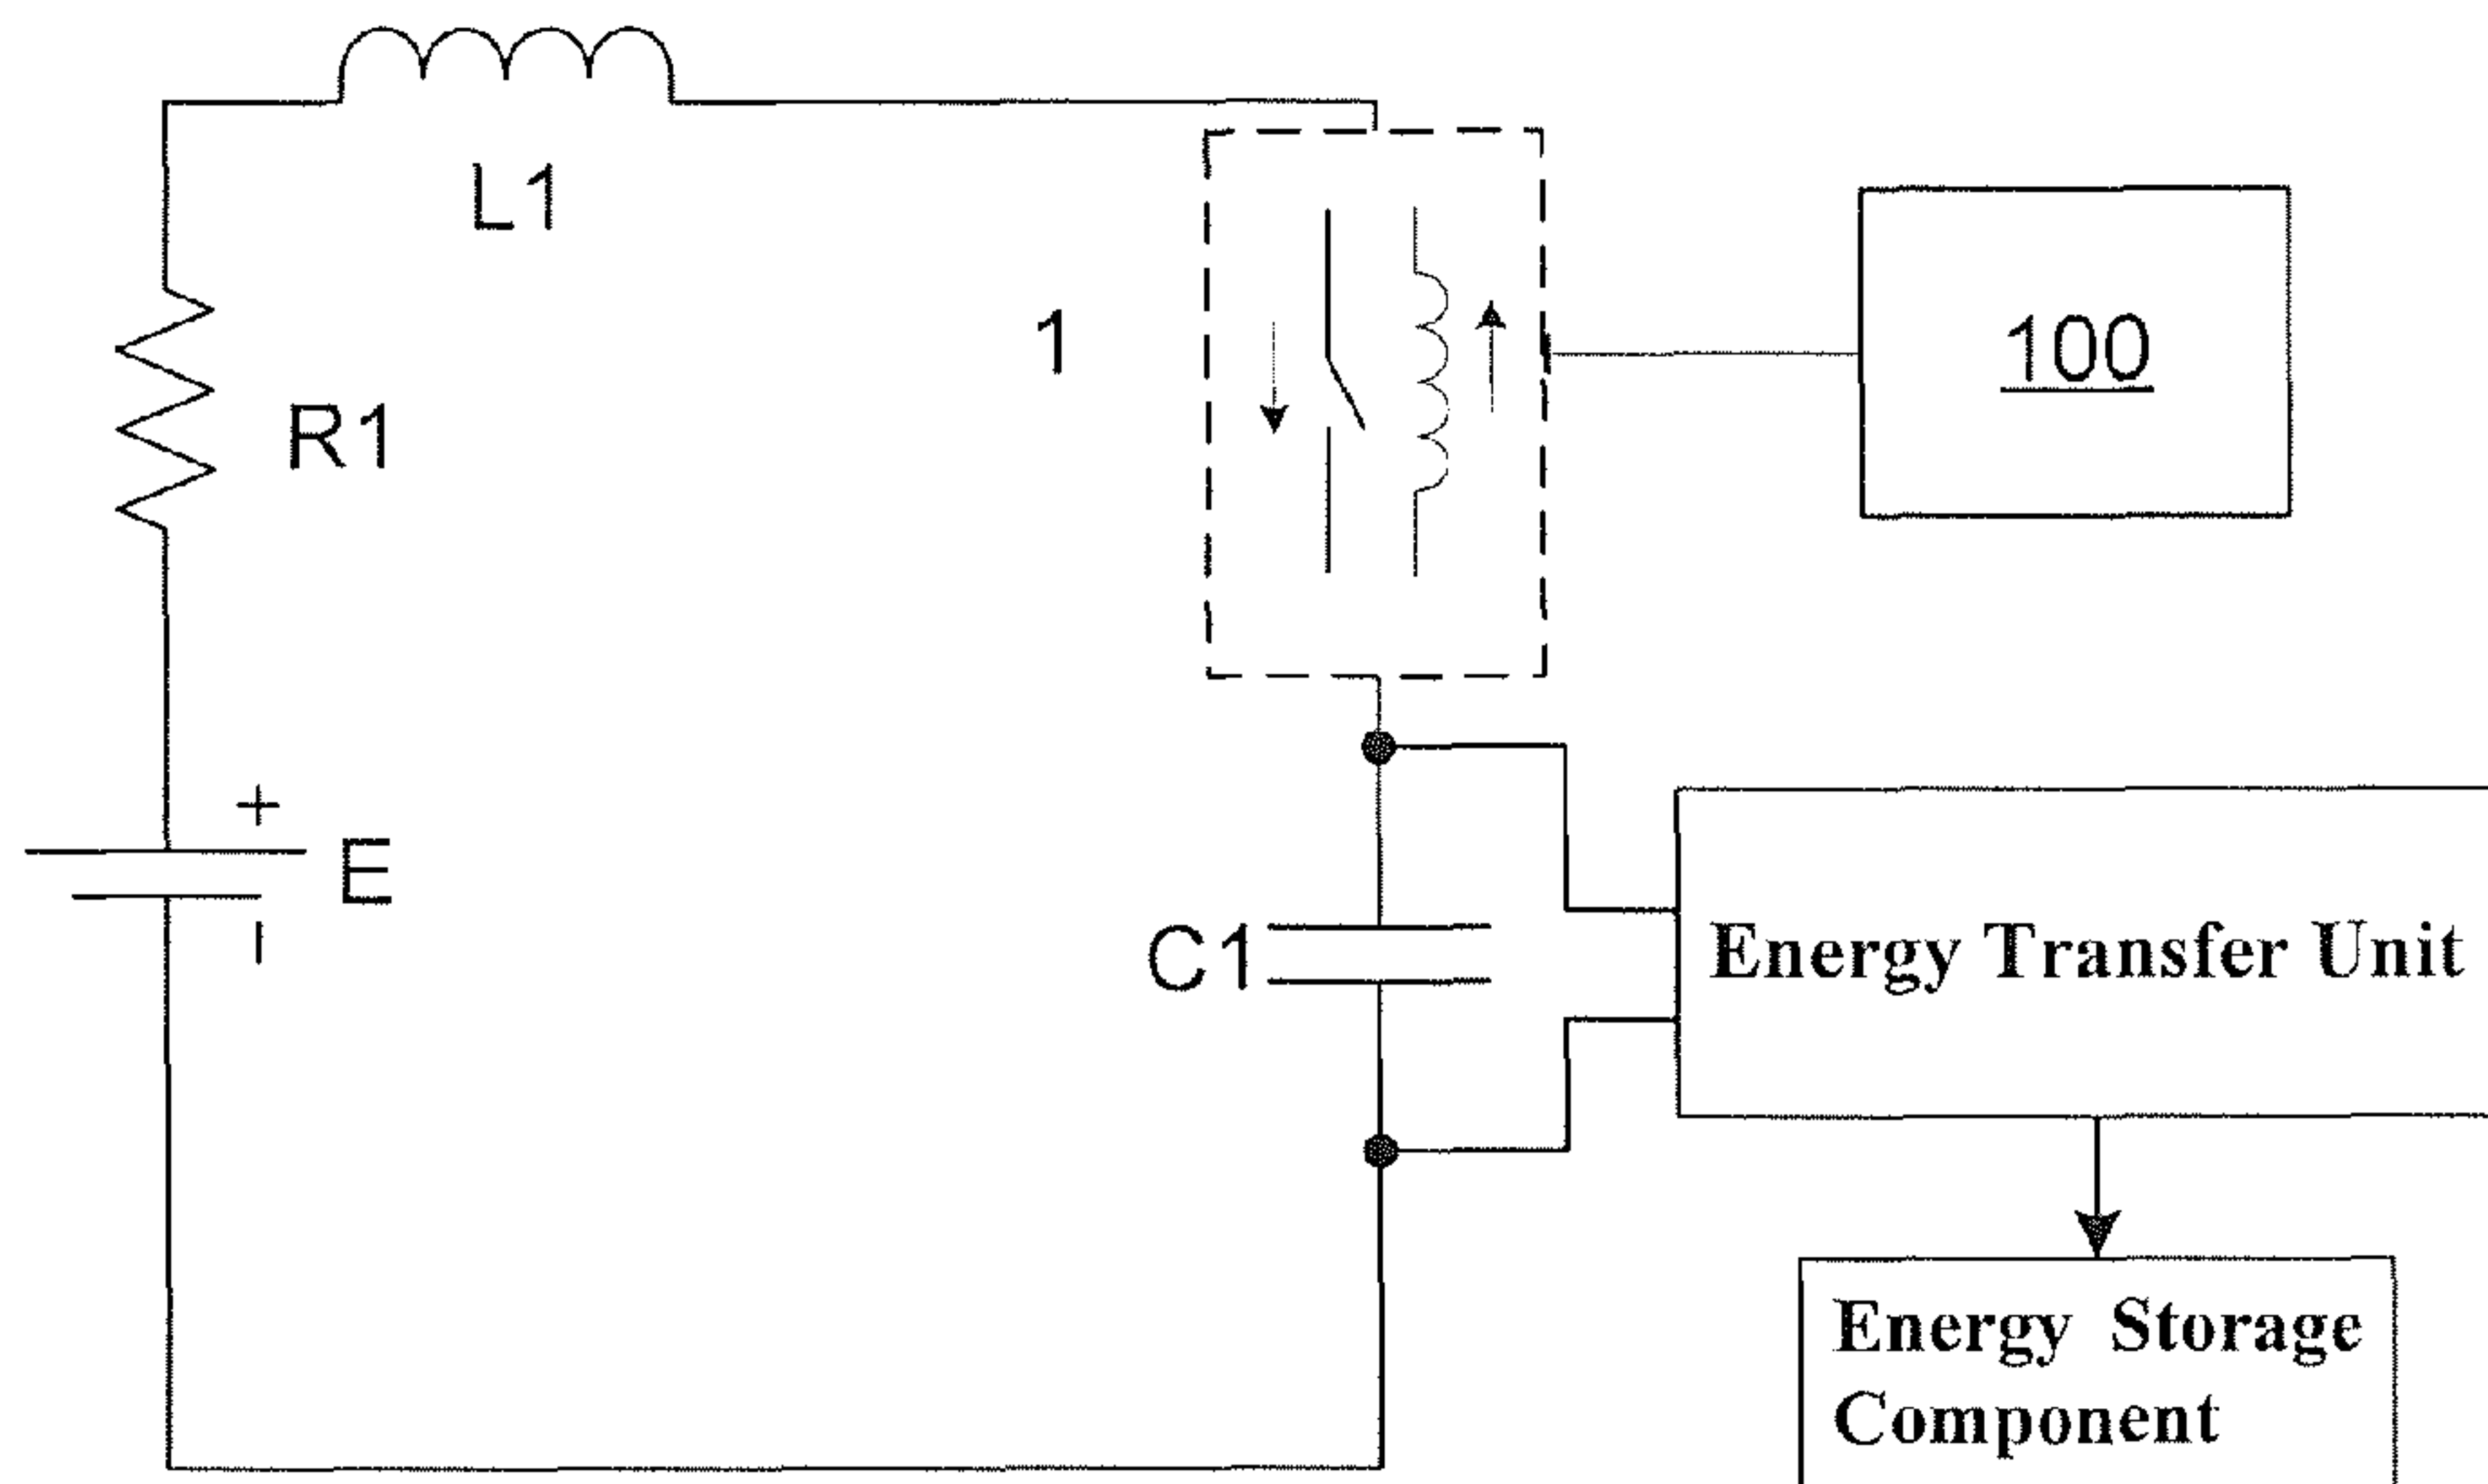 L1
1
100
R1
+
E
-
C1
Energy Transfer Unit
Energy Storage
Component